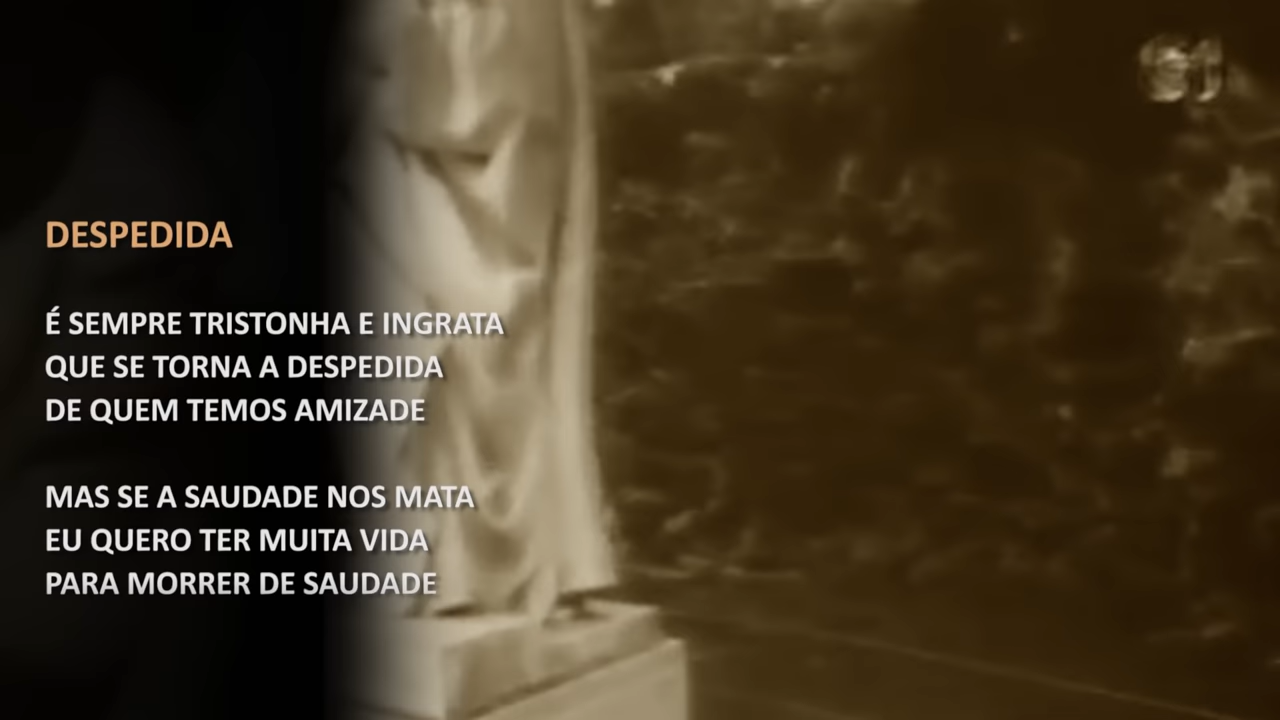 DESPEDIDA
É SEMPRE TRISTONHA E INGRATA
QUE SE TORNA A DESPEDIDA
DE QUEM TEMOS AMIZADE
MAS SE A SAUDADE NOS MATA
EU QUERO TER MUITA VIDA
PARA MORRER DE SAUDADE